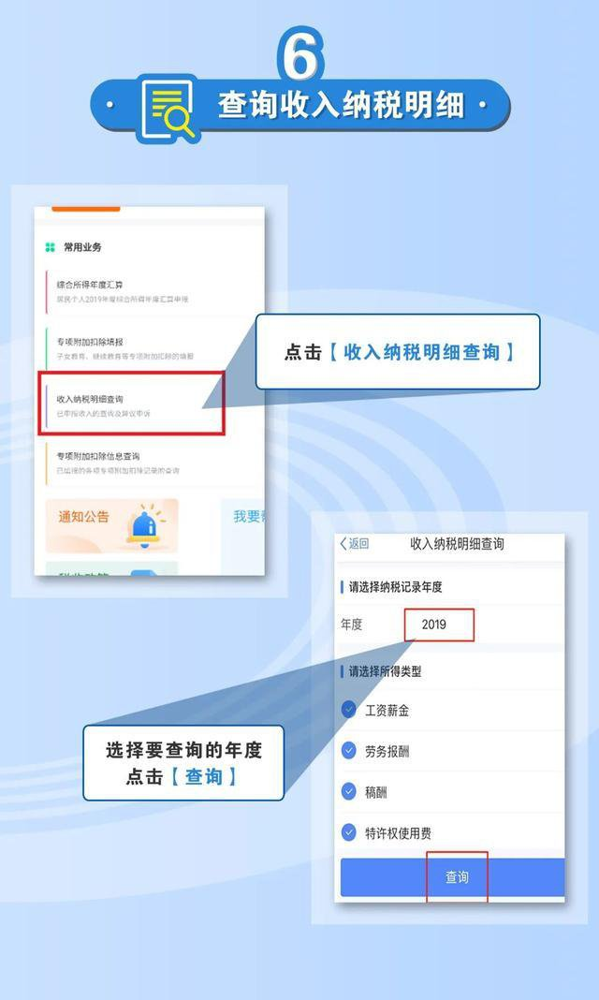 6
查询收入纳税明细
常用业务
综合所得年度汇算
居民个人2019年度综合所得年度汇算申报
专项附加扣除填报
子女教育、继续教育等专项附加扣除的填报
点击【收入纳税明细查询】
收入纳税明细查询
已申报收入的查询及异议申诉
专项附加扣除信息查询
已填报的各项专项附加扣除记录的查询
通知公告
我要
返回
收入纳税明细查询
请选择纳税记录年度
年度
2019
请选择所得类型
工资薪金
选择要查询的年度
点击【查询】
劳务报酬
稿酬
特许权使用费
查询